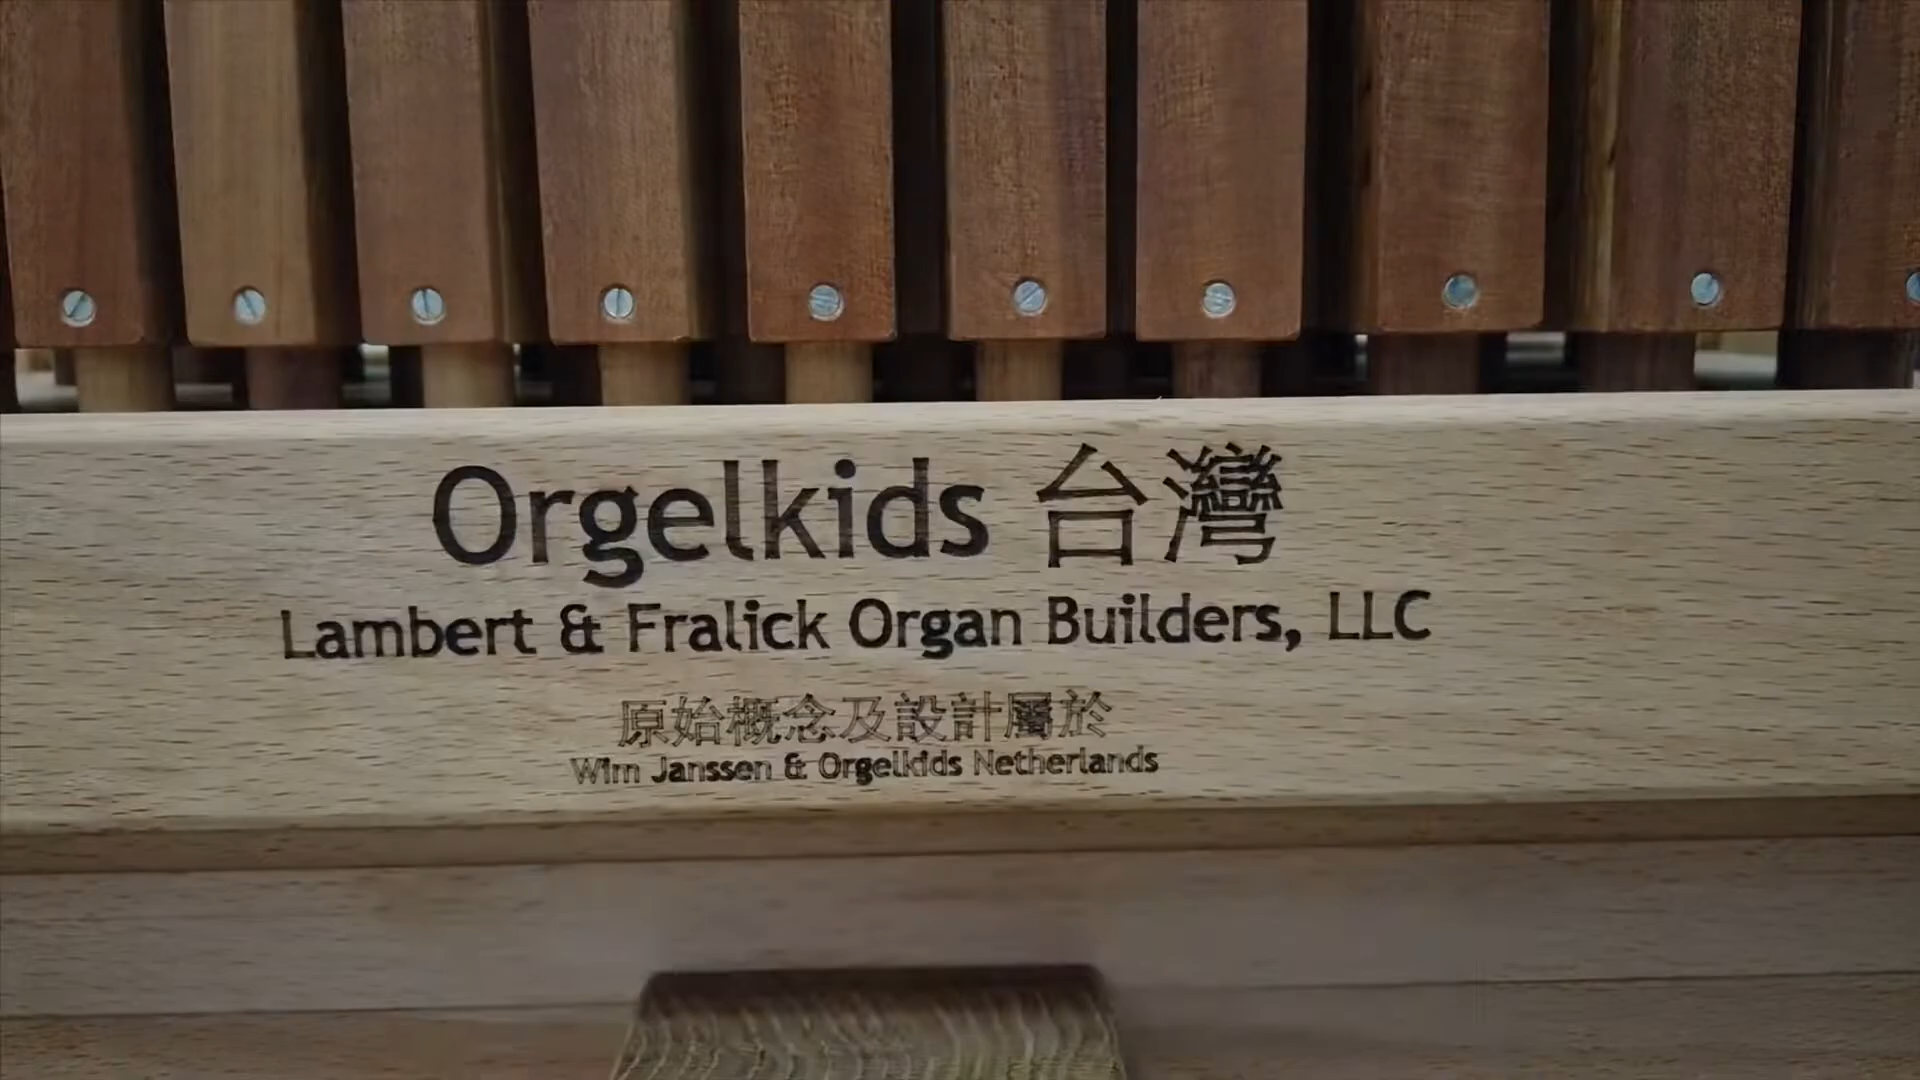 Orgelkids 台灣
Lambert & Fralick Organ Builders, LLC
原始概念及設計屬於
Wim Janssen & Orgelkids Netherlands